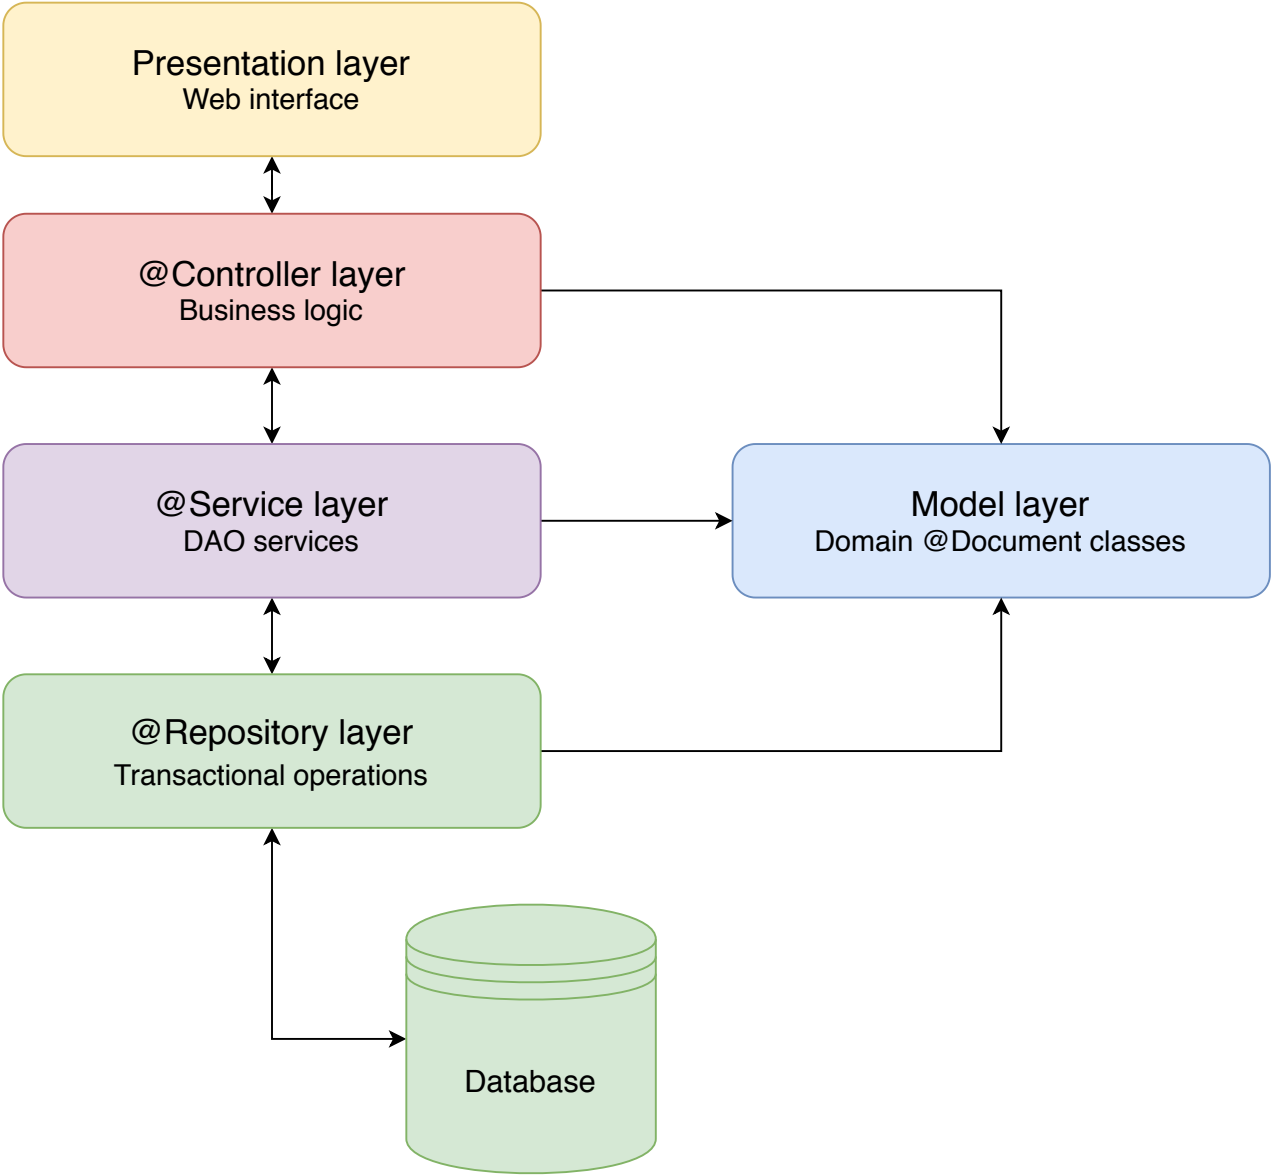 Presentation layer
Web interface
@Controller layer
Business logic
@Service layer
DAO services
Model layer
Domain @Document classes
@Repository layer
Transactional operations
Database